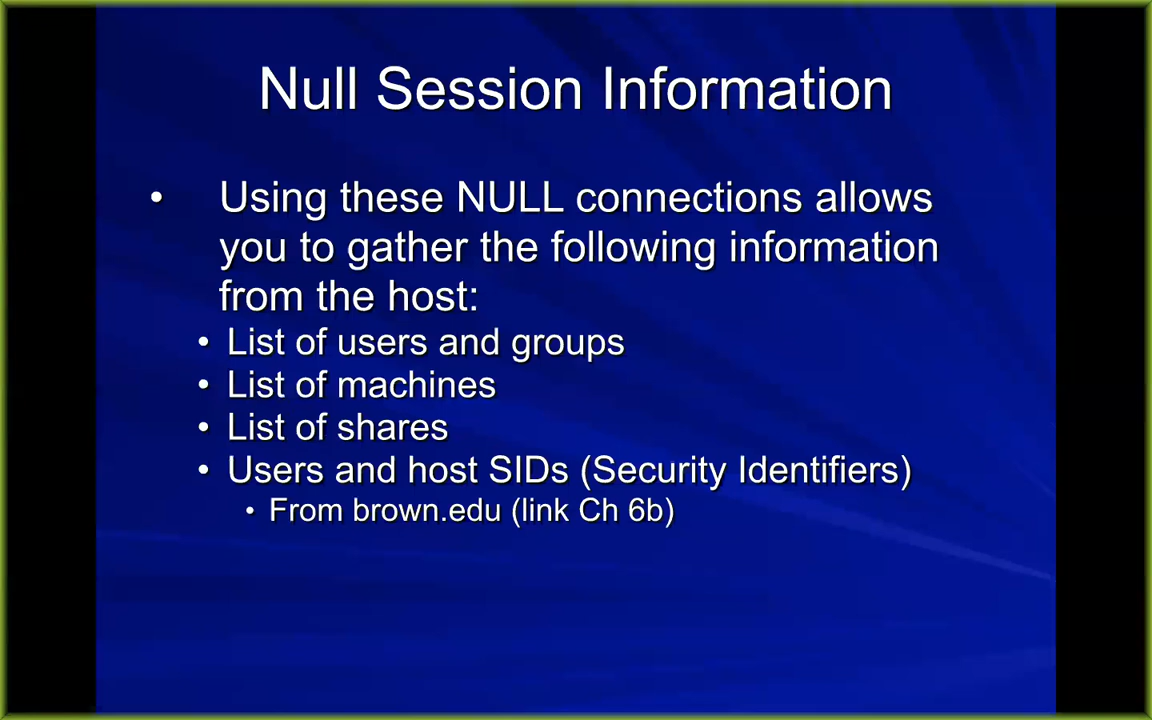 Null Session Information
• Using these NULL connections allows
you to gather the following information
from the host:
• List of users and groups
• List of machines
• List of shares
• Users and host SIDs (Security Identifiers)
• From brown.edu (link Ch 6b)